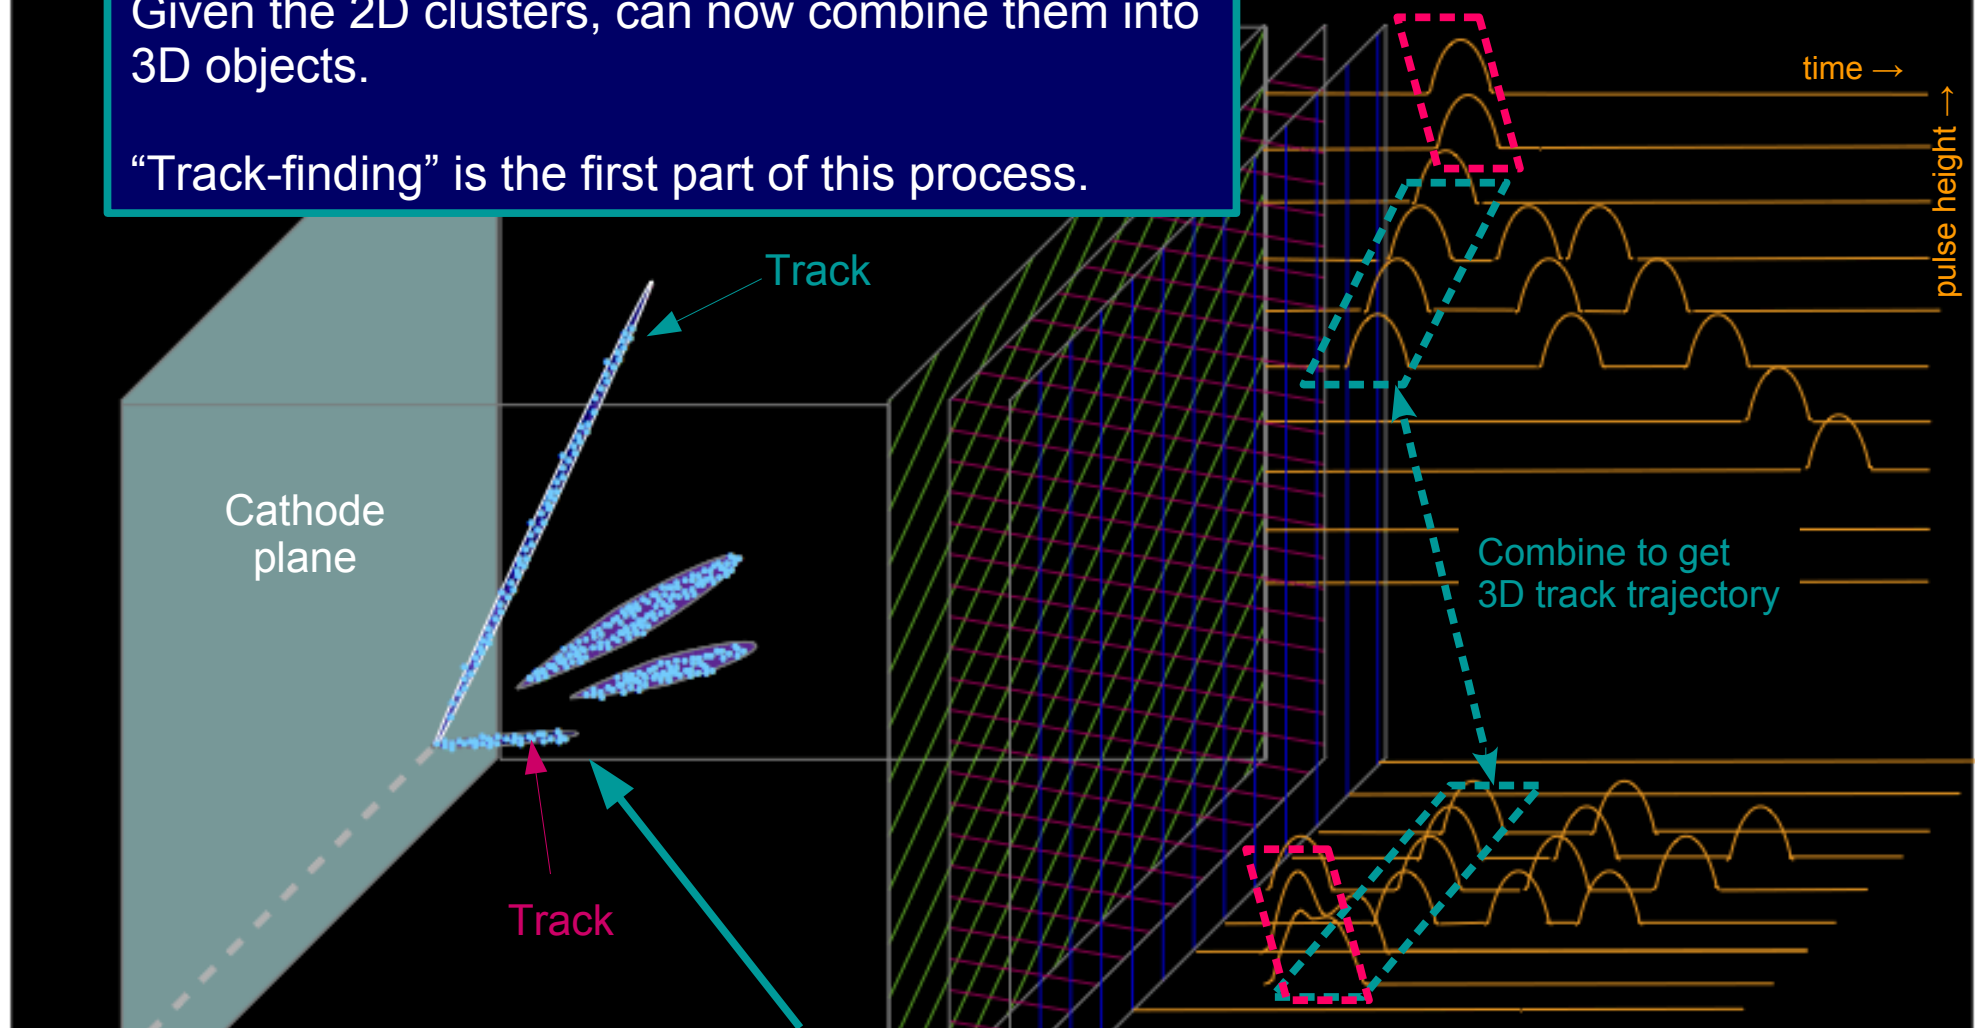 Given the 2D clusters, can now combine them into
3D objects.
“Track-finding” is the first part of this process.
time →
pulse height →
Track
Cathode
plane
Combine to get
3D track trajectory
Track